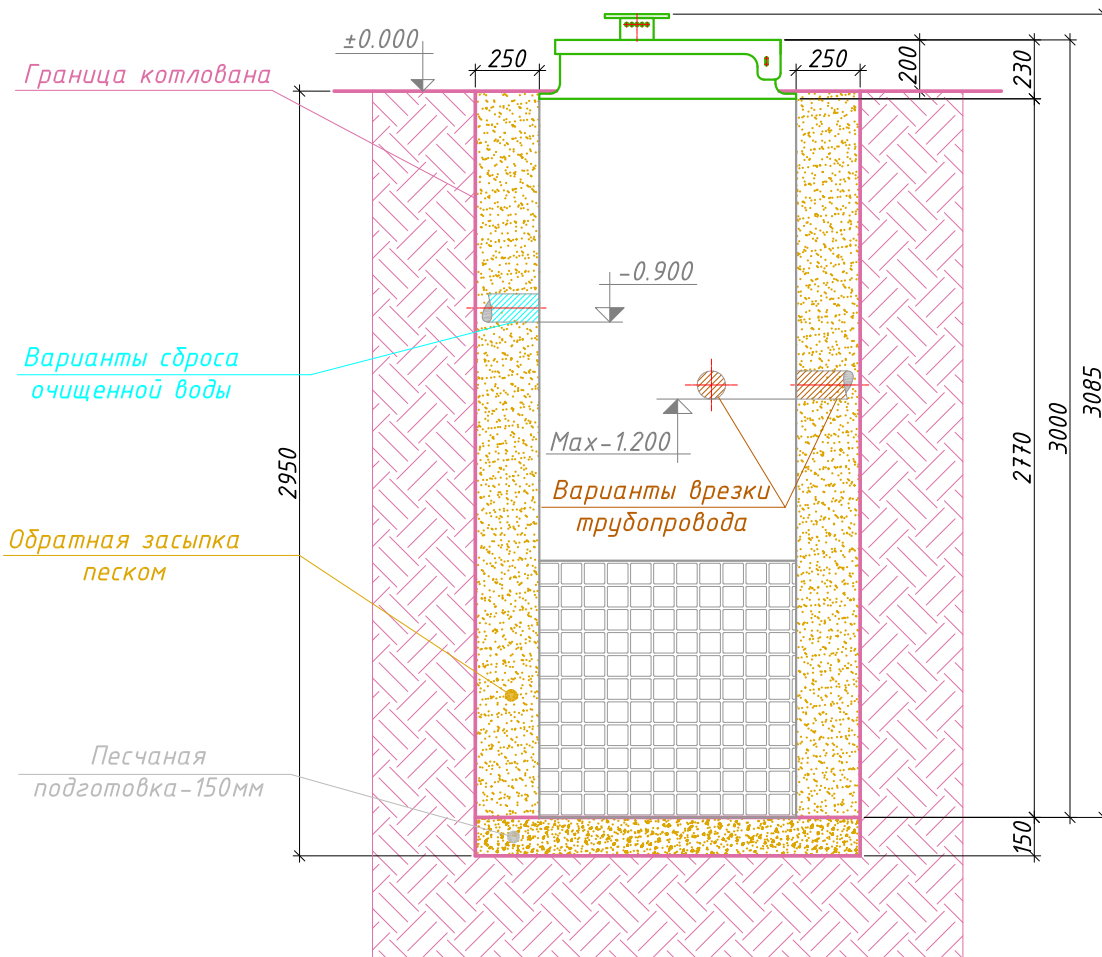 ±0.000
Граница котлована
250
250
200
230
-0.900
Варианты сброса
очищенной воды
3085
3000
2770
2950
Max-1.200
Варианты врезки
трубопровода
Обратная засыпка
песком
Песчаная
подготовка-150мм
150